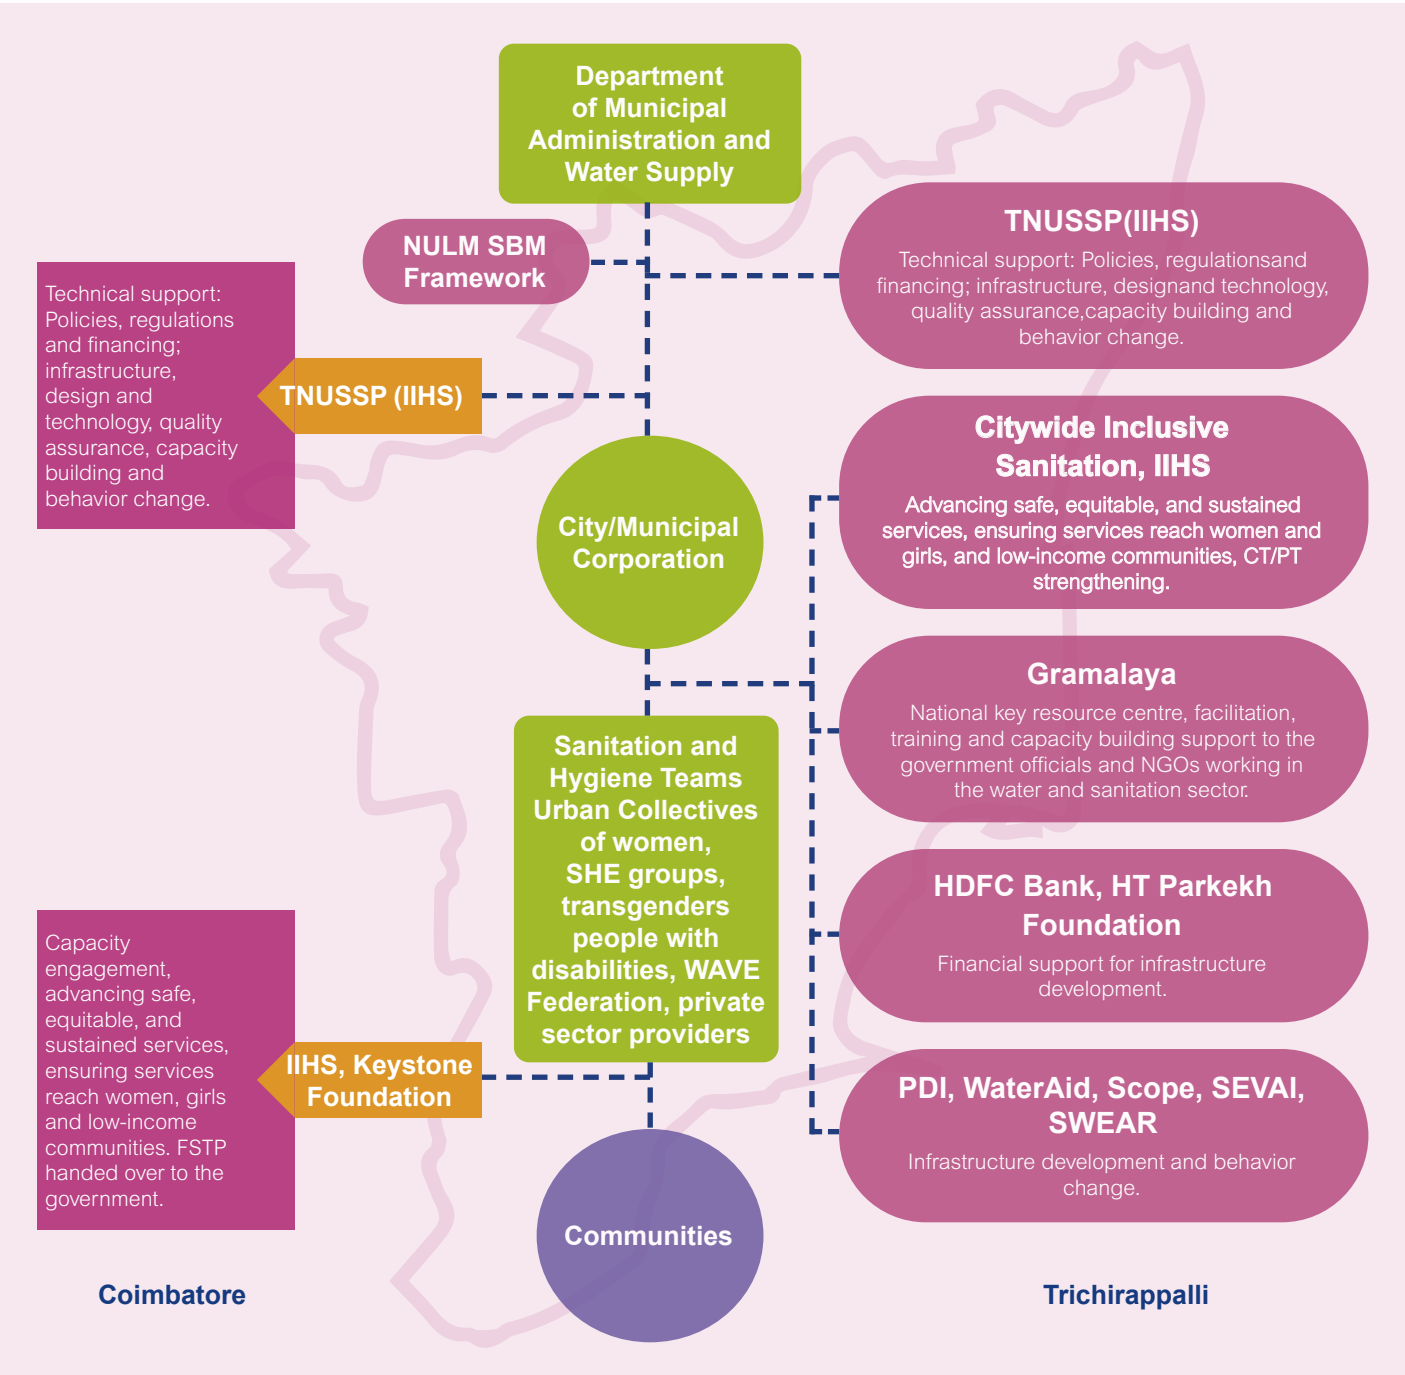 Department
of Municipal
Administration and
Water Supply
NULM SBM
Framework
TNUSSP(IIHS)
Technical support: Policies, regulationsand
financing; infrastructure, designand technology,
quality assurance,capacity building and
behavior change.
Technical support:
Policies, regulations
and financing;
infrastructure,
design and
technology, quality
assurance, capacity
building and
behavior change.
TNUSSP (IIHS)
City/Municipal
Corporation
Citywide Inclusive
Sanitation, IIHS
Advancing safe, equitable, and sustained
services, ensuring services reach women and
girls, and low-income communities, CT/PT
strengthening.
Gramalaya
National key resource centre, facilitation,
training and capacity building support to the
government officials and NGOs working in
the water and sanitation sector.
Sanitation and
Hygiene Teams
Urban Collectives
of women,
SHE groups,
transgenders
people with
disabilities, WAVE
Federation, private
sector providers
HDFC Bank, HT Parkekh
Foundation
Financial support for infrastructure
development.
Capacity
engagement,
advancing safe,
equitable, and
sustained services,
ensuring services
reach women, girls
and low-income
communities. FSTP
handed over to the
government.
IIHS, Keystone
Foundation
PDI, WaterAid, Scope, SEVAI,
SWEAR
Infrastructure development and behavior
change.
Communities
Coimbatore
Trichirappalli